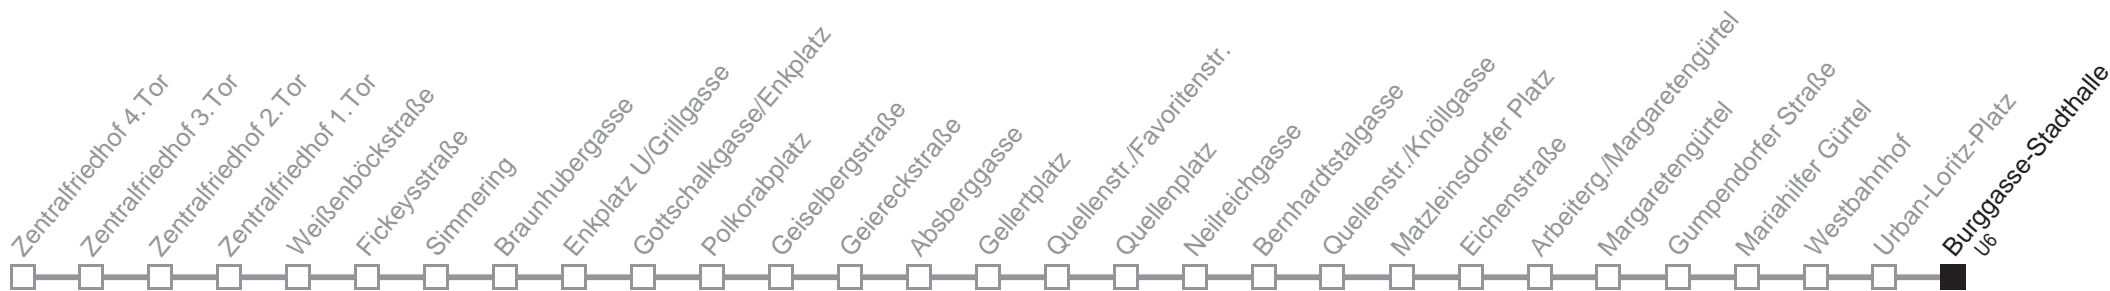 Zentralfriedhof 4.Tor
Zentralfriedhof 3.Tor
Zentralfriedhof 2.Tor
Zentralfriedhof 1.Tor
Weißenböckstraße
Fickeysstraße
Simmering
Braunhubergasse
Enkplatz U/Grillgasse
Gottschalkgasse/Enkplatz
Polkorabplatz
Geiselbergstraße
Geiereckstraße
Absberggasse
Gellertplatz
Quellenstr./Favoritenstr.
Quellenplatz
Neilreichgasse
Bernhardtstalgasse
Quellenstr./Knöllgasse
Matzleinsdorfer Platz
Eichenstraße
Arbeiterg./Margaretengürtel
Margaretengürtel
Gumpendorfer Straße
Mariahilfer Gürtel
Westbahnhof
Urban-Loritz-Platz
Burggasse-Stadthalle
U6